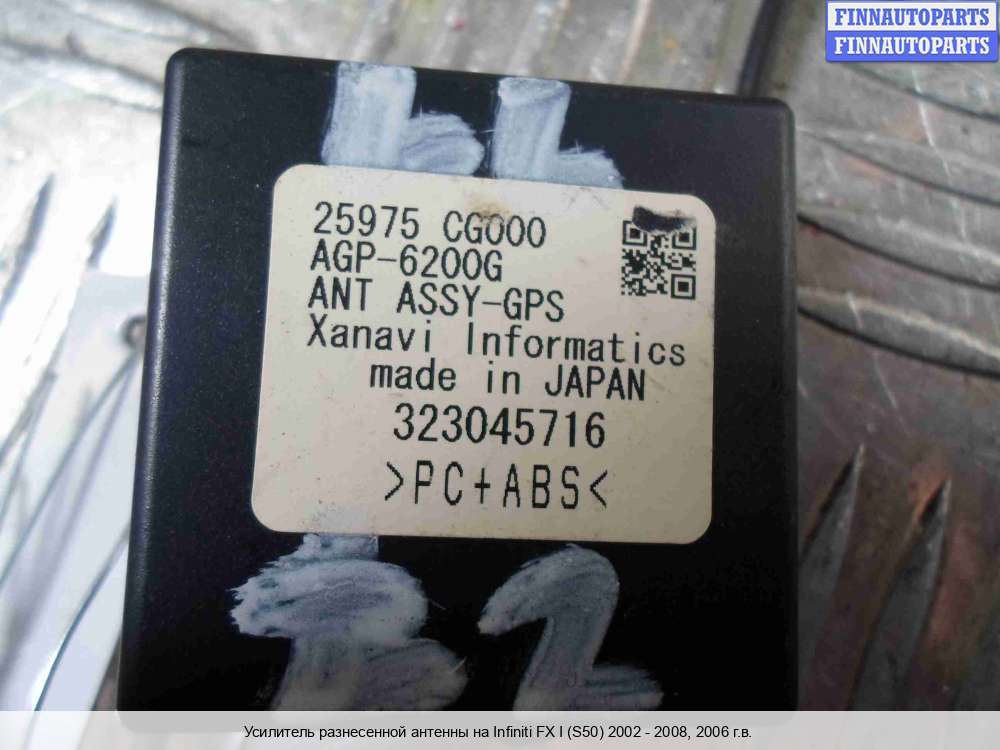 FINNAUTOPARTS
FINNAUTOPARTS
25975 CG000
AGP-6200G
ANT ASSY-GPS
Xanavi Informatics
made in JAPAN
323045716
>PC+ABS<
Усилитель разнесенной антенны на Infiniti FX I (S50) 2002 - 2008, 2006 г.в.